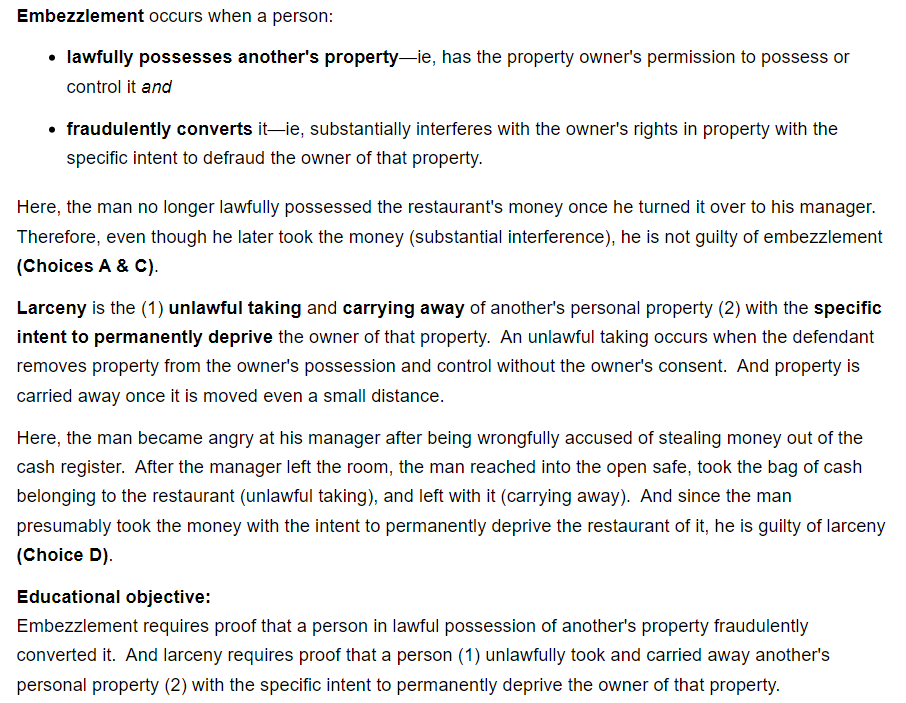 Embezzlement occurs when a person:
• lawfully possesses another's property—ie, has the property owner's permission to possess or
control it and
• fraudulently converts it—ie, substantially interferes with the owner's rights in property with the
specific intent to defraud the owner of that property.
Here, the man no longer lawfully possessed the restaurant's money once he turned it over to his manager.
Therefore, even though he later took the money (substantial interference), he is not guilty of embezzlement
(Choices A & C).
Larceny is the (1) unlawful taking and carrying away of another's personal property (2) with the specific
intent to permanently deprive the owner of that property. An unlawful taking occurs when the defendant
removes property from the owner's possession and control without the owner's consent. And property is
carried away once it is moved even a small distance.
Here, the man became angry at his manager after being wrongfully accused of stealing money out of the
cash register. After the manager left the room, the man reached into the open safe, took the bag of cash
belonging to the restaurant (unlawful taking), and left with it (carrying away). And since the man
presumably took the money with the intent to permanently deprive the restaurant of it, he is guilty of larceny
(Choice D).
Educational objective:
Embezzlement requires proof that a person in lawful possession of another's property fraudulently
converted it. And larceny requires proof that a person (1) unlawfully took and carried away another's
personal property (2) with the specific intent to permanently deprive the owner of that property.